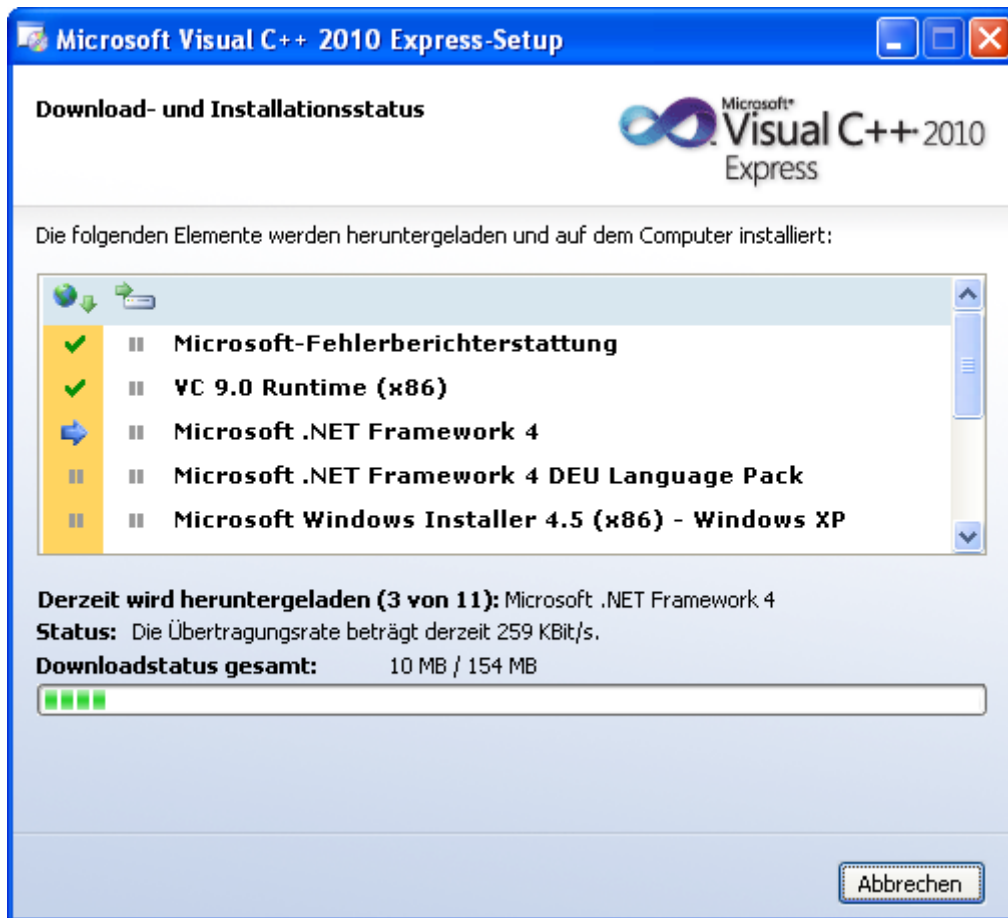 Microsoft Visual C++ 2010 Express-Setup
Download- und Installationsstatus
Microsoft®
Visual C++ 2010
Express
Die folgenden Elemente werden heruntergeladen und auf dem Computer installiert:
Microsoft-Fehlerberichterstattung
VC 9.0 Runtime (x86)
Microsoft .NET Framework 4
Microsoft .NET Framework 4 DEU Language Pack
Microsoft Windows Installer 4.5 (x86) - Windows XP
Derzeit wird heruntergeladen (3 von 11): Microsoft .NET Framework 4
Status: Die Übertragungsrate beträgt derzeit 259 KBit/s.
Downloadstatus gesamt: 10 MB / 154 MB
Abbrechen